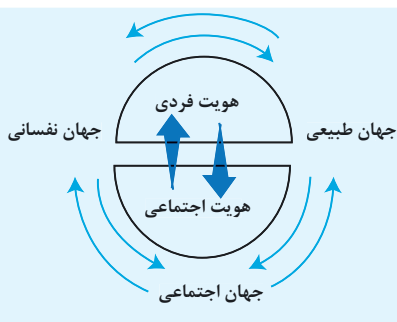 هویت فردی
جهان طبیعی
جهان نفسانی
هویت اجتماعی
جهان اجتماعی